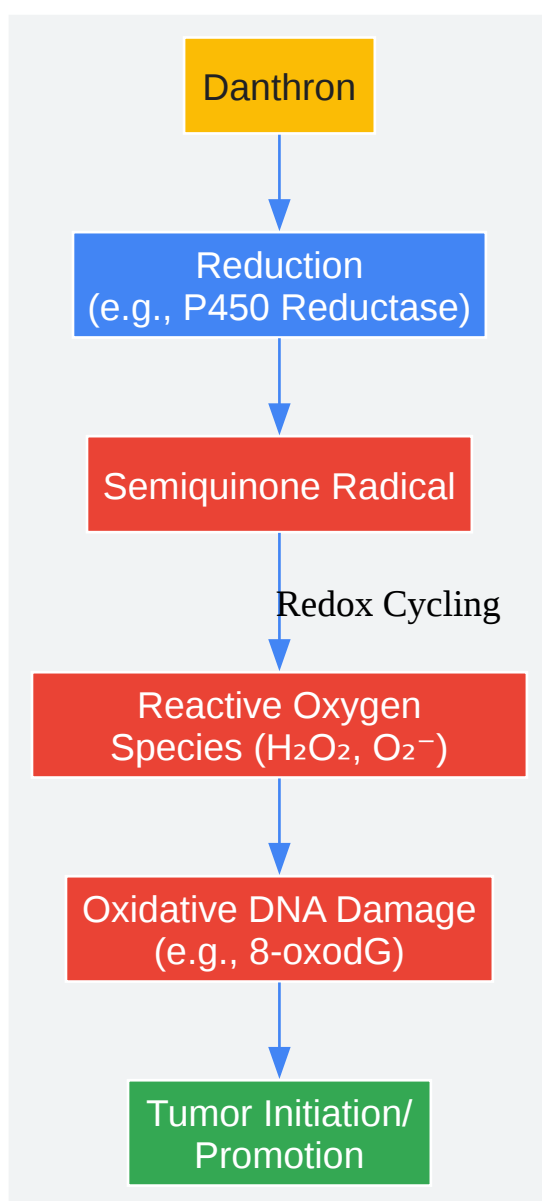 Danthron
Reduction
(e.g., P450 Reductase)
Semiquinone Radical
Redox Cycling
Reactive Oxygen
Species (H₂O₂, O₂⁻)
Oxidative DNA Damage
(e.g., 8-oxodG)
Tumor Initiation/
Promotion